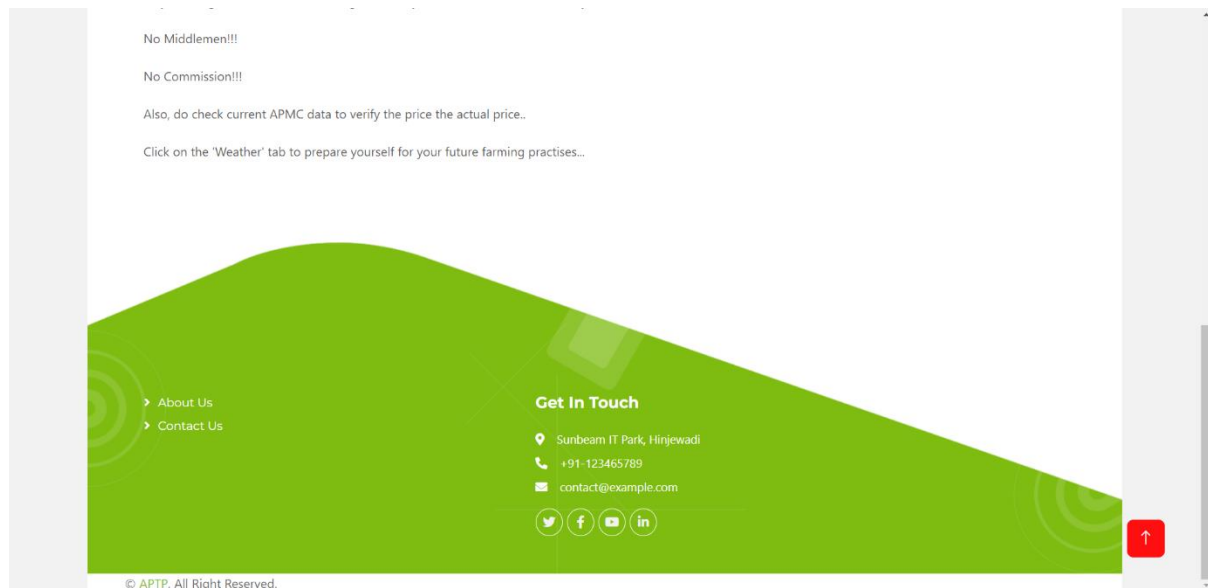 No Middlemen!!!
No Commission!!!
Also, do check current APMC data to verify the price the actual price..
Click on the 'Weather' tab to prepare yourself for your future farming practises...
About Us
Contact Us
Get In Touch
Sunbeam IT Park, Hinjewadi
+91-123465789
contact@example.com
© APTP. All Right Reserved.